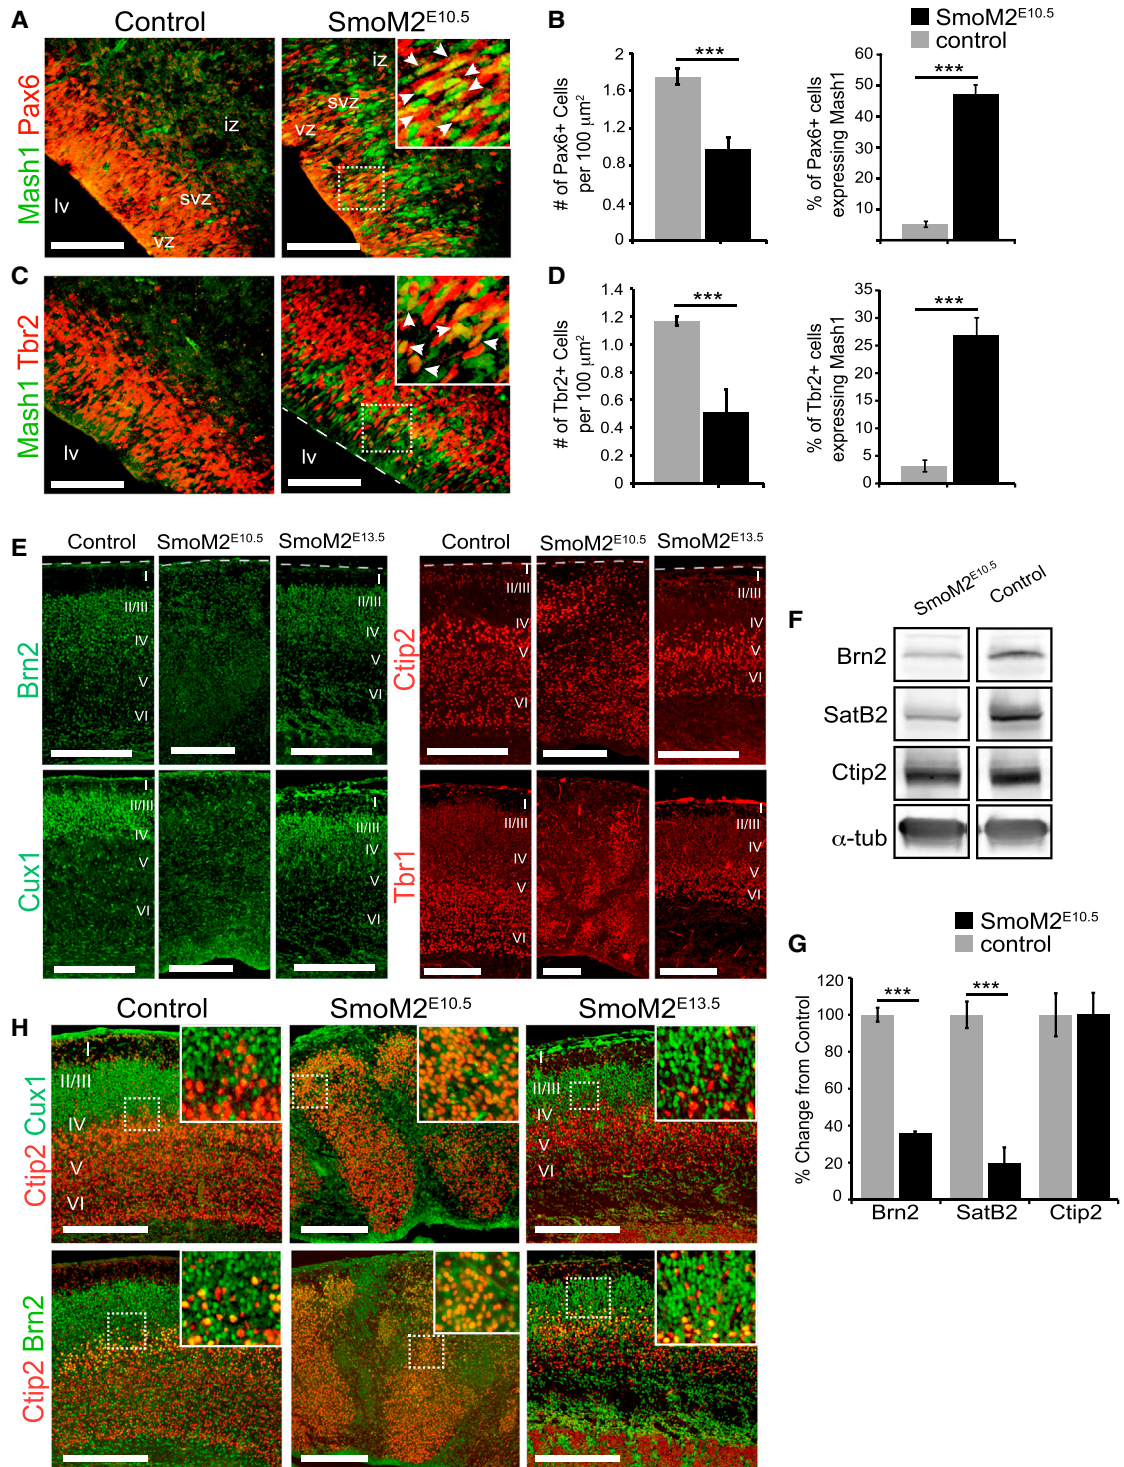 A
Control
SmoM2E10.5
Mash1 Pax6
iz
svz
vz
lv
iz
svz
vz
B
SmoM2E10.5
control
# of Pax6+ Cells
per 100 µm2
2
1.6
1.2
0.8
0.4
0
***
% of Pax6+ cells
expressing Mash1
60
50
40
30
20
10
***
C
Mash1 Tbr2
lv
lv
D
# of Tbr2+ Cells
per 100 µm2
1.4
1.2
1.0
0.8
0.6
0.4
0.2
0
***
% of Tbr2+ cells
expressing Mash1
35
30
25
20
15
10
5
0
***
E
Control
SmoM2E10.5
SmoM2E13.5
Control
SmoM2E10.5
SmoM2E13.5
Brn2
I
II/III
IV
V
VI
I
II/III
IV
V
VI
Ctip2
I
II/III
IV
V
VI
I
II/III
IV
V
VI
Cux1
I
II/III
IV
V
VI
I
II/III
IV
V
VI
Tbr1
I
II/III
IV
V
VI
I
II/III
IV
V
VI
F
SmoM2E10.5
Control
Brn2
SatB2
Ctip2
α-tub
G
SmoM2E10.5
control
% Change from Control
120
100
80
60
40
20
0
***
***
Brn2
SatB2
Ctip2
H
Control
SmoM2E10.5
SmoM2E13.5
Ctip2 Cux1
I
II/III
IV
V
VI
I
II/III
IV
V
VI
Ctip2 Brn2